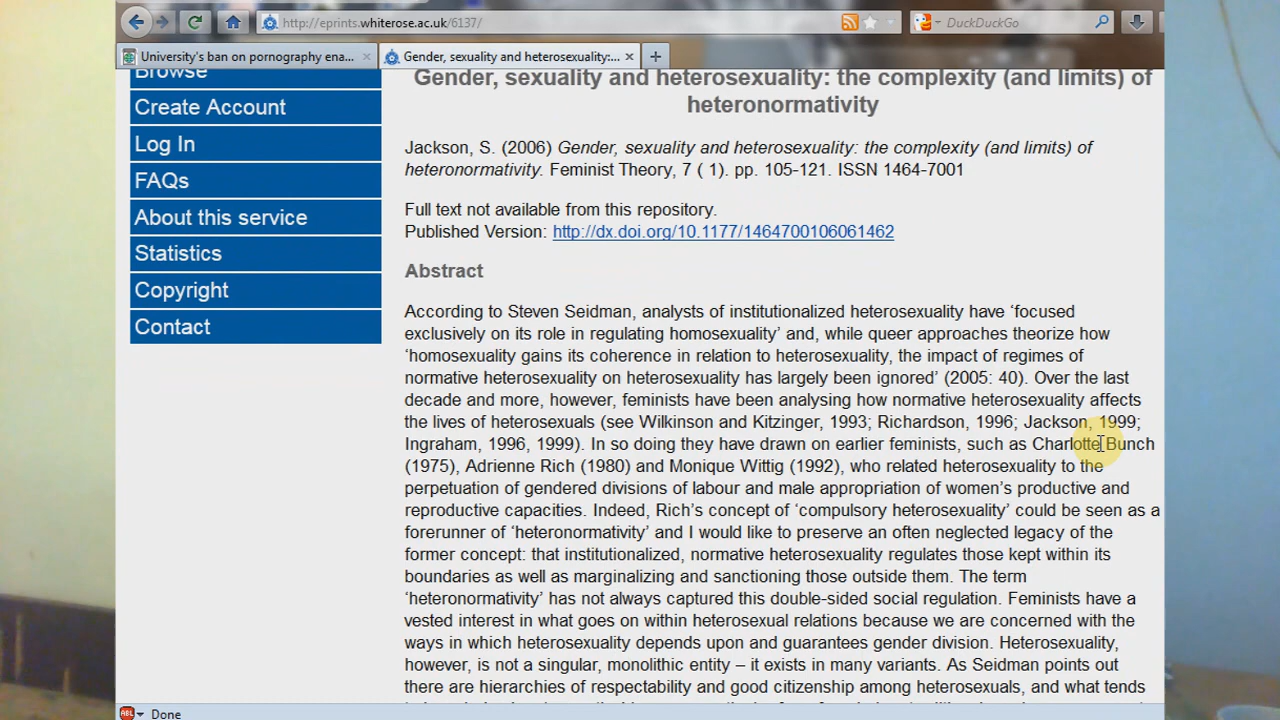 http://eprints.whiterose.ac.uk/6137/
DuckDuckGo
University's ban on pornography ena...
Gender, sexuality and heterosexuality:...
Browse
Create Account
Log In
FAQs
About this service
Statistics
Copyright
Contact
Gender, sexuality and heterosexuality: the complexity (and limits) of
heteronormativity
Jackson, S. (2006) Gender, sexuality and heterosexuality: the complexity (and limits) of
heteronormativity. Feminist Theory, 7 ( 1). pp. 105-121. ISSN 1464-7001
Full text not available from this repository.
Published Version: http://dx.doi.org/10.1177/1464700106061462
Abstract
According to Steven Seidman, analysts of institutionalized heterosexuality have ‘focused
exclusively on its role in regulating homosexuality’ and, while queer approaches theorize how
‘homosexuality gains its coherence in relation to heterosexuality, the impact of regimes of
normative heterosexuality on heterosexuality has largely been ignored’ (2005: 40). Over the last
decade and more, however, feminists have been analysing how normative heterosexuality affects
the lives of heterosexuals (see Wilkinson and Kitzinger, 1993; Richardson, 1996; Jackson, 1999;
Ingraham, 1996, 1999). In so doing they have drawn on earlier feminists, such as Charlotte Bunch
(1975), Adrienne Rich (1980) and Monique Wittig (1992), who related heterosexuality to the
perpetuation of gendered divisions of labour and male appropriation of women’s productive and
reproductive capacities. Indeed, Rich’s concept of ‘compulsory heterosexuality’ could be seen as a
forerunner of ‘heteronormativity’ and I would like to preserve an often neglected legacy of the
former concept: that institutionalized, normative heterosexuality regulates those kept within its
boundaries as well as marginalizing and sanctioning those outside them. The term
‘heteronormativity’ has not always captured this double-sided social regulation. Feminists have a
vested interest in what goes on within heterosexual relations because we are concerned with the
ways in which heterosexuality depends upon and guarantees gender division. Heterosexuality,
however, is not a singular, monolithic entity – it exists in many variants. As Seidman points out
there are hierarchies of respectability and good citizenship among heterosexuals, and what tends
ABL
Done